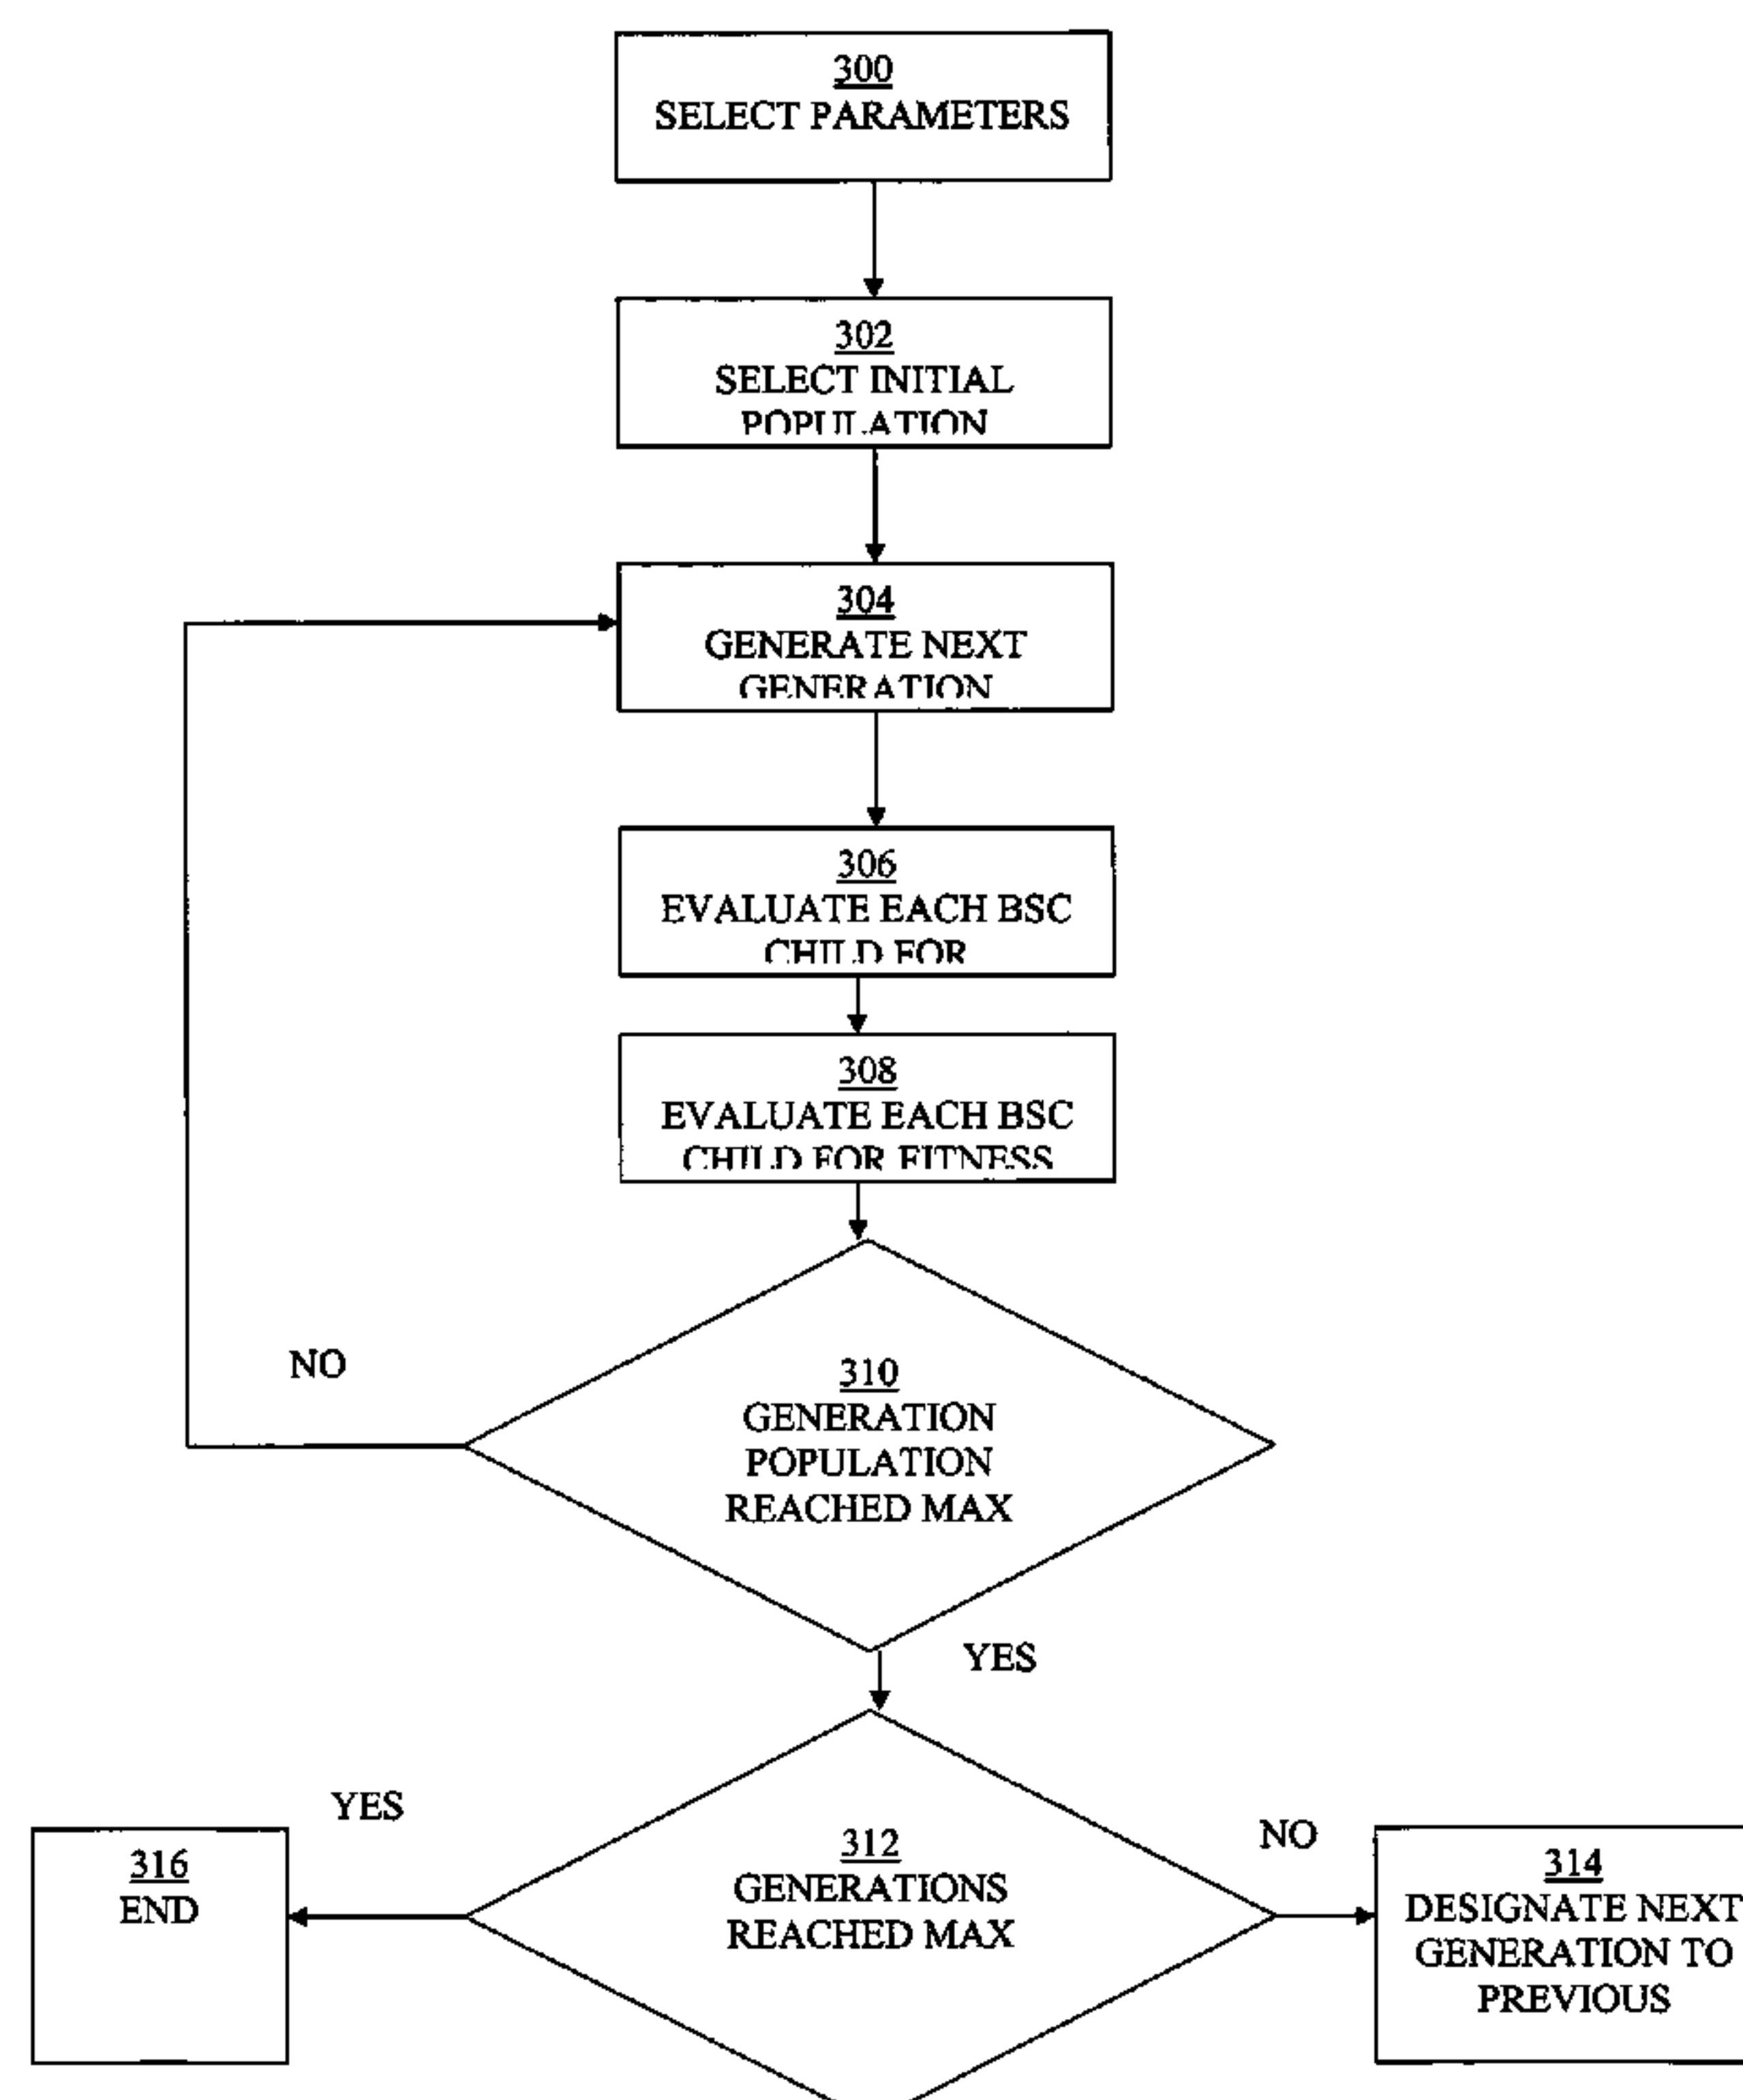 300
SELECT PARAMETERS
302
SELECT INITIAL
POPULATION
304
GENERATE NEXT
GENERATION
306
EVALUATE EACH BSC
CHILD FOR
308
EVALUATE EACH BSC
CHILD FOR FITNESS
NO
310
GENERATION
POPULATION
REACHED MAX
YES
YES
316
END
312
GENERATIONS
REACHED MAX
NO
314
DESIGNATE NEXT
GENERATION TO
PREVIOUS